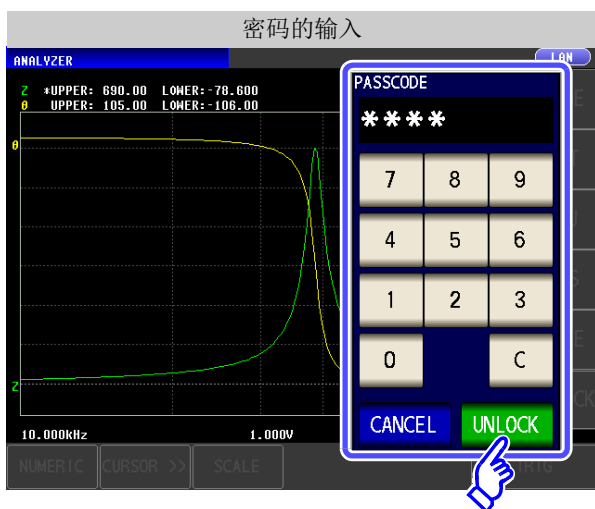 密码的输入
ANALYZER
LAN
Z *UPPER: 690.00 LOWER:-78.600
θ UPPER: 105.00 LOWER:-106.00
θ
Z
10.000kHz 1.000V
NUMERIC CURSOR >> SCALE TRIG
PASSCODE
****
7 8 9
4 5 6
1 2 3
0 C
CANCEL UNLOCK